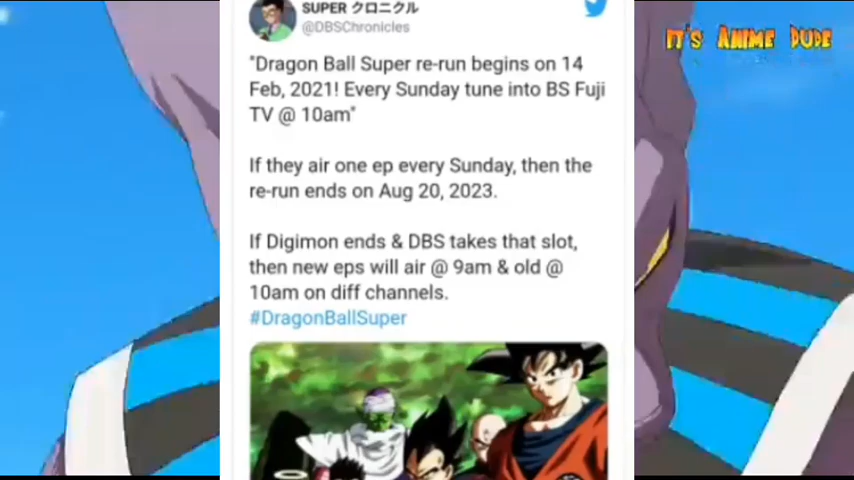 SUPER クロニクル
@DBSChronicles
IT'S ANIME DUDE
"Dragon Ball Super re-run begins on 14
Feb, 2021! Every Sunday tune into BS Fuji
TV @ 10am"
If they air one ep every Sunday, then the
re-run ends on Aug 20, 2023.
If Digimon ends & DBS takes that slot,
then new eps will air @ 9am & old @
10am on diff channels.
#DragonBallSuper